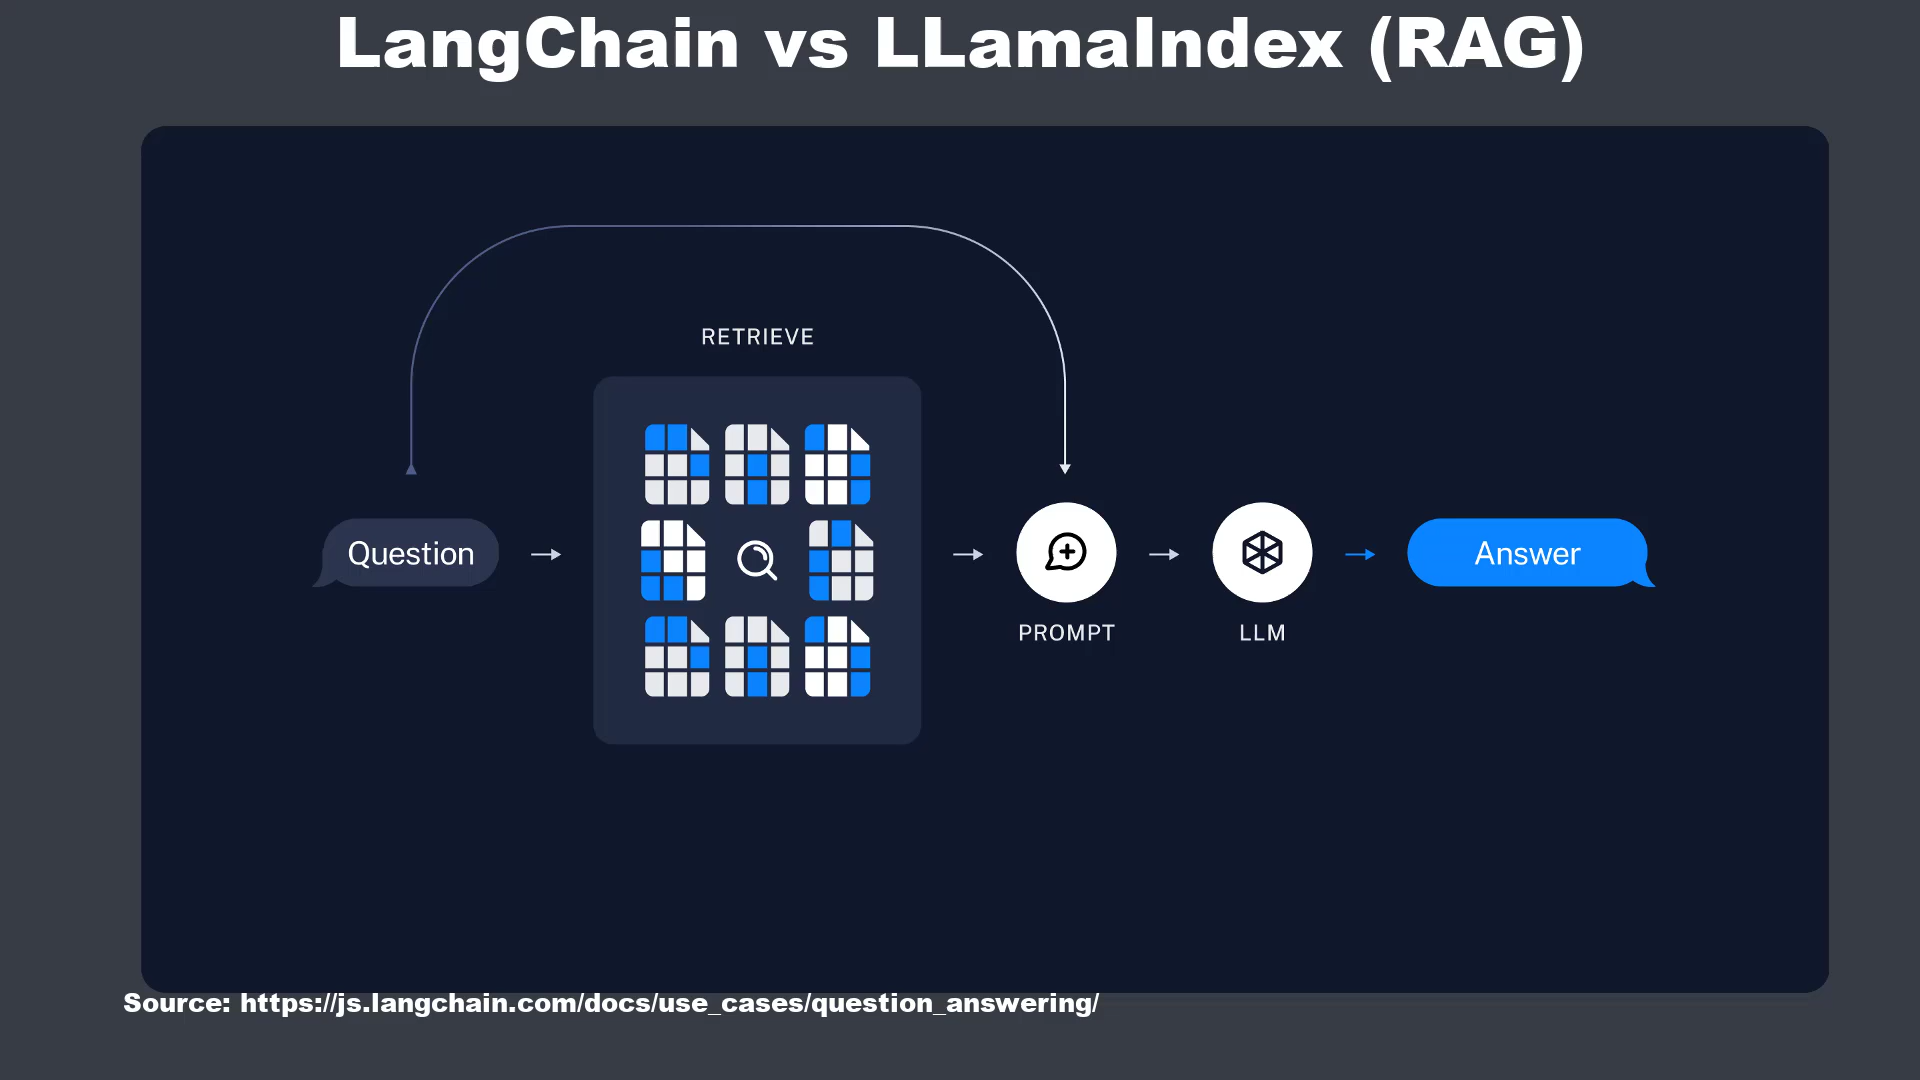 LangChain vs LLamaIndex (RAG)
RETRIEVE
Question
Answer
PROMPT
LLM
Source: https://js.langchain.com/docs/use_cases/question_answering/